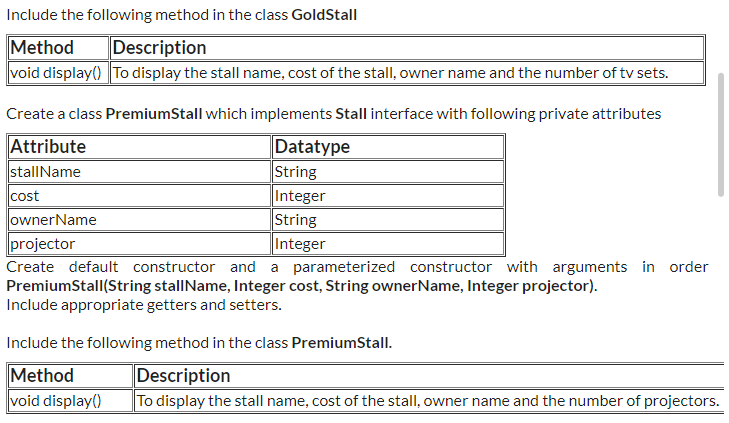 Include the following method in the class GoldStall
Method Description
void display() To display the stall name, cost of the stall, owner name and the number of tv sets.
Create a class PremiumStall which implements Stall interface with following private attributes
Attribute Datatype
stallName String
cost Integer
ownerName String
projector Integer
Create default constructor and a parameterized constructor with arguments in order
PremiumStall(String stallName, Integer cost, String ownerName, Integer projector).
Include appropriate getters and setters.
Include the following method in the class PremiumStall.
Method Description
void display() To display the stall name, cost of the stall, owner name and the number of projectors.